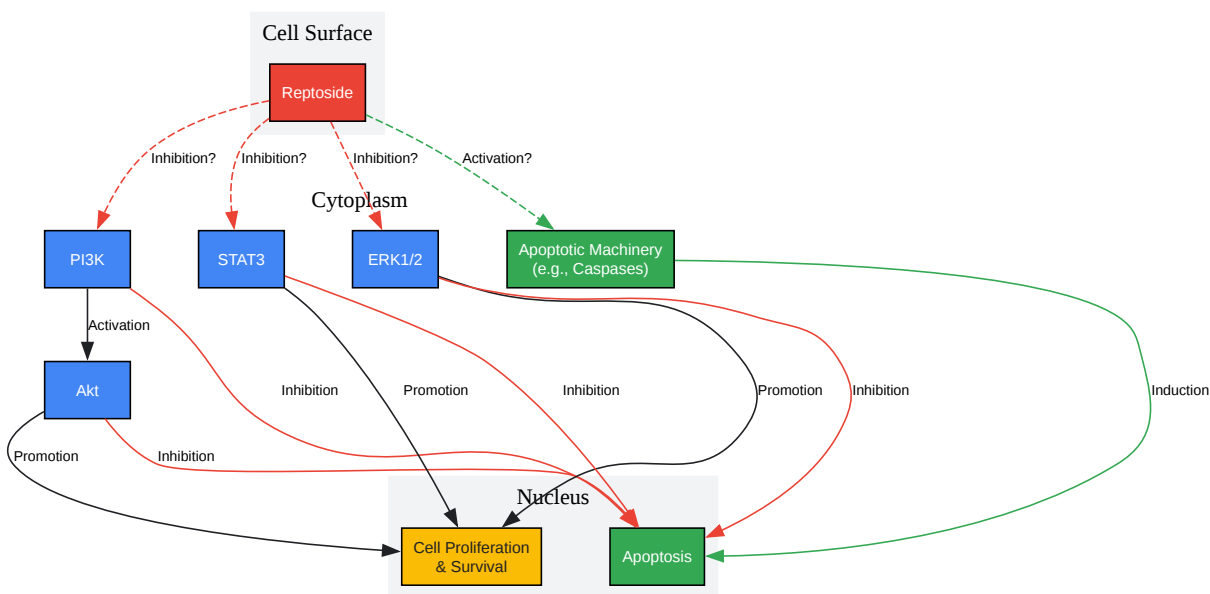 Cell Surface
Reptoside
Inhibition?
Inhibition?
Inhibition?
Activation?
Cytoplasm
PI3K
STAT3
ERK1/2
Apoptotic Machinery
(e.g., Caspases)
Activation
Akt
Inhibition
Promotion
Inhibition
Promotion
Inhibition
Induction
Promotion
Inhibition
Nucleus
Cell Proliferation
& Survival
Apoptosis